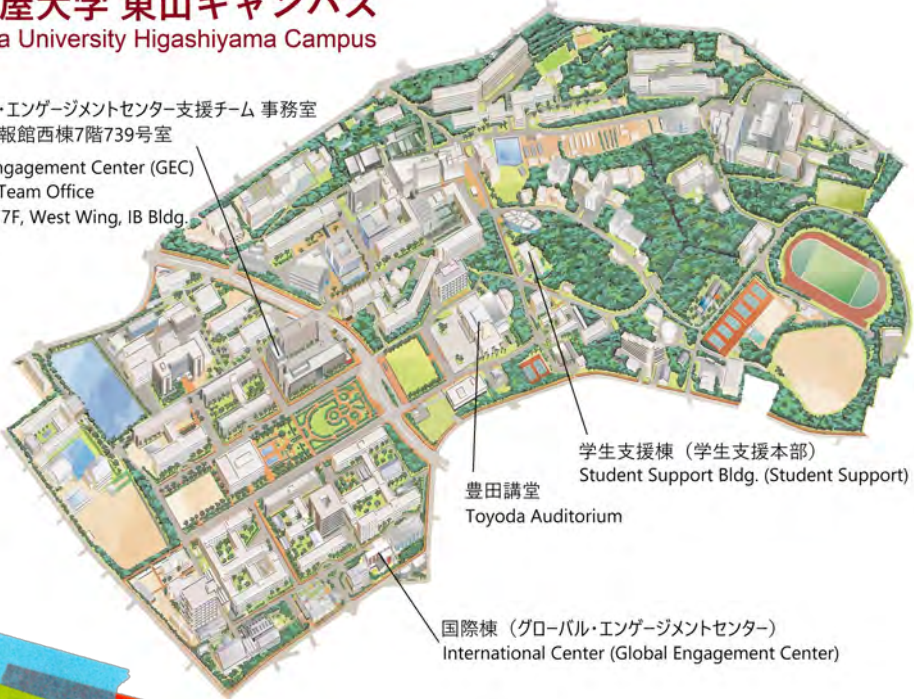 屋大学 東山キャンパス
a University Higashiyama Campus
・エンゲージメントセンター支援チーム 事務室
報館西棟7階739号室
ngagement Center (GEC)
Team Office
7F, West Wing, IB Bldg.
学生支援棟（学生支援本部）
Student Support Bldg. (Student Support)
豊田講堂
Toyoda Auditorium
国際棟（グローバル・エンゲージメントセンター）
International Center (Global Engagement Center)